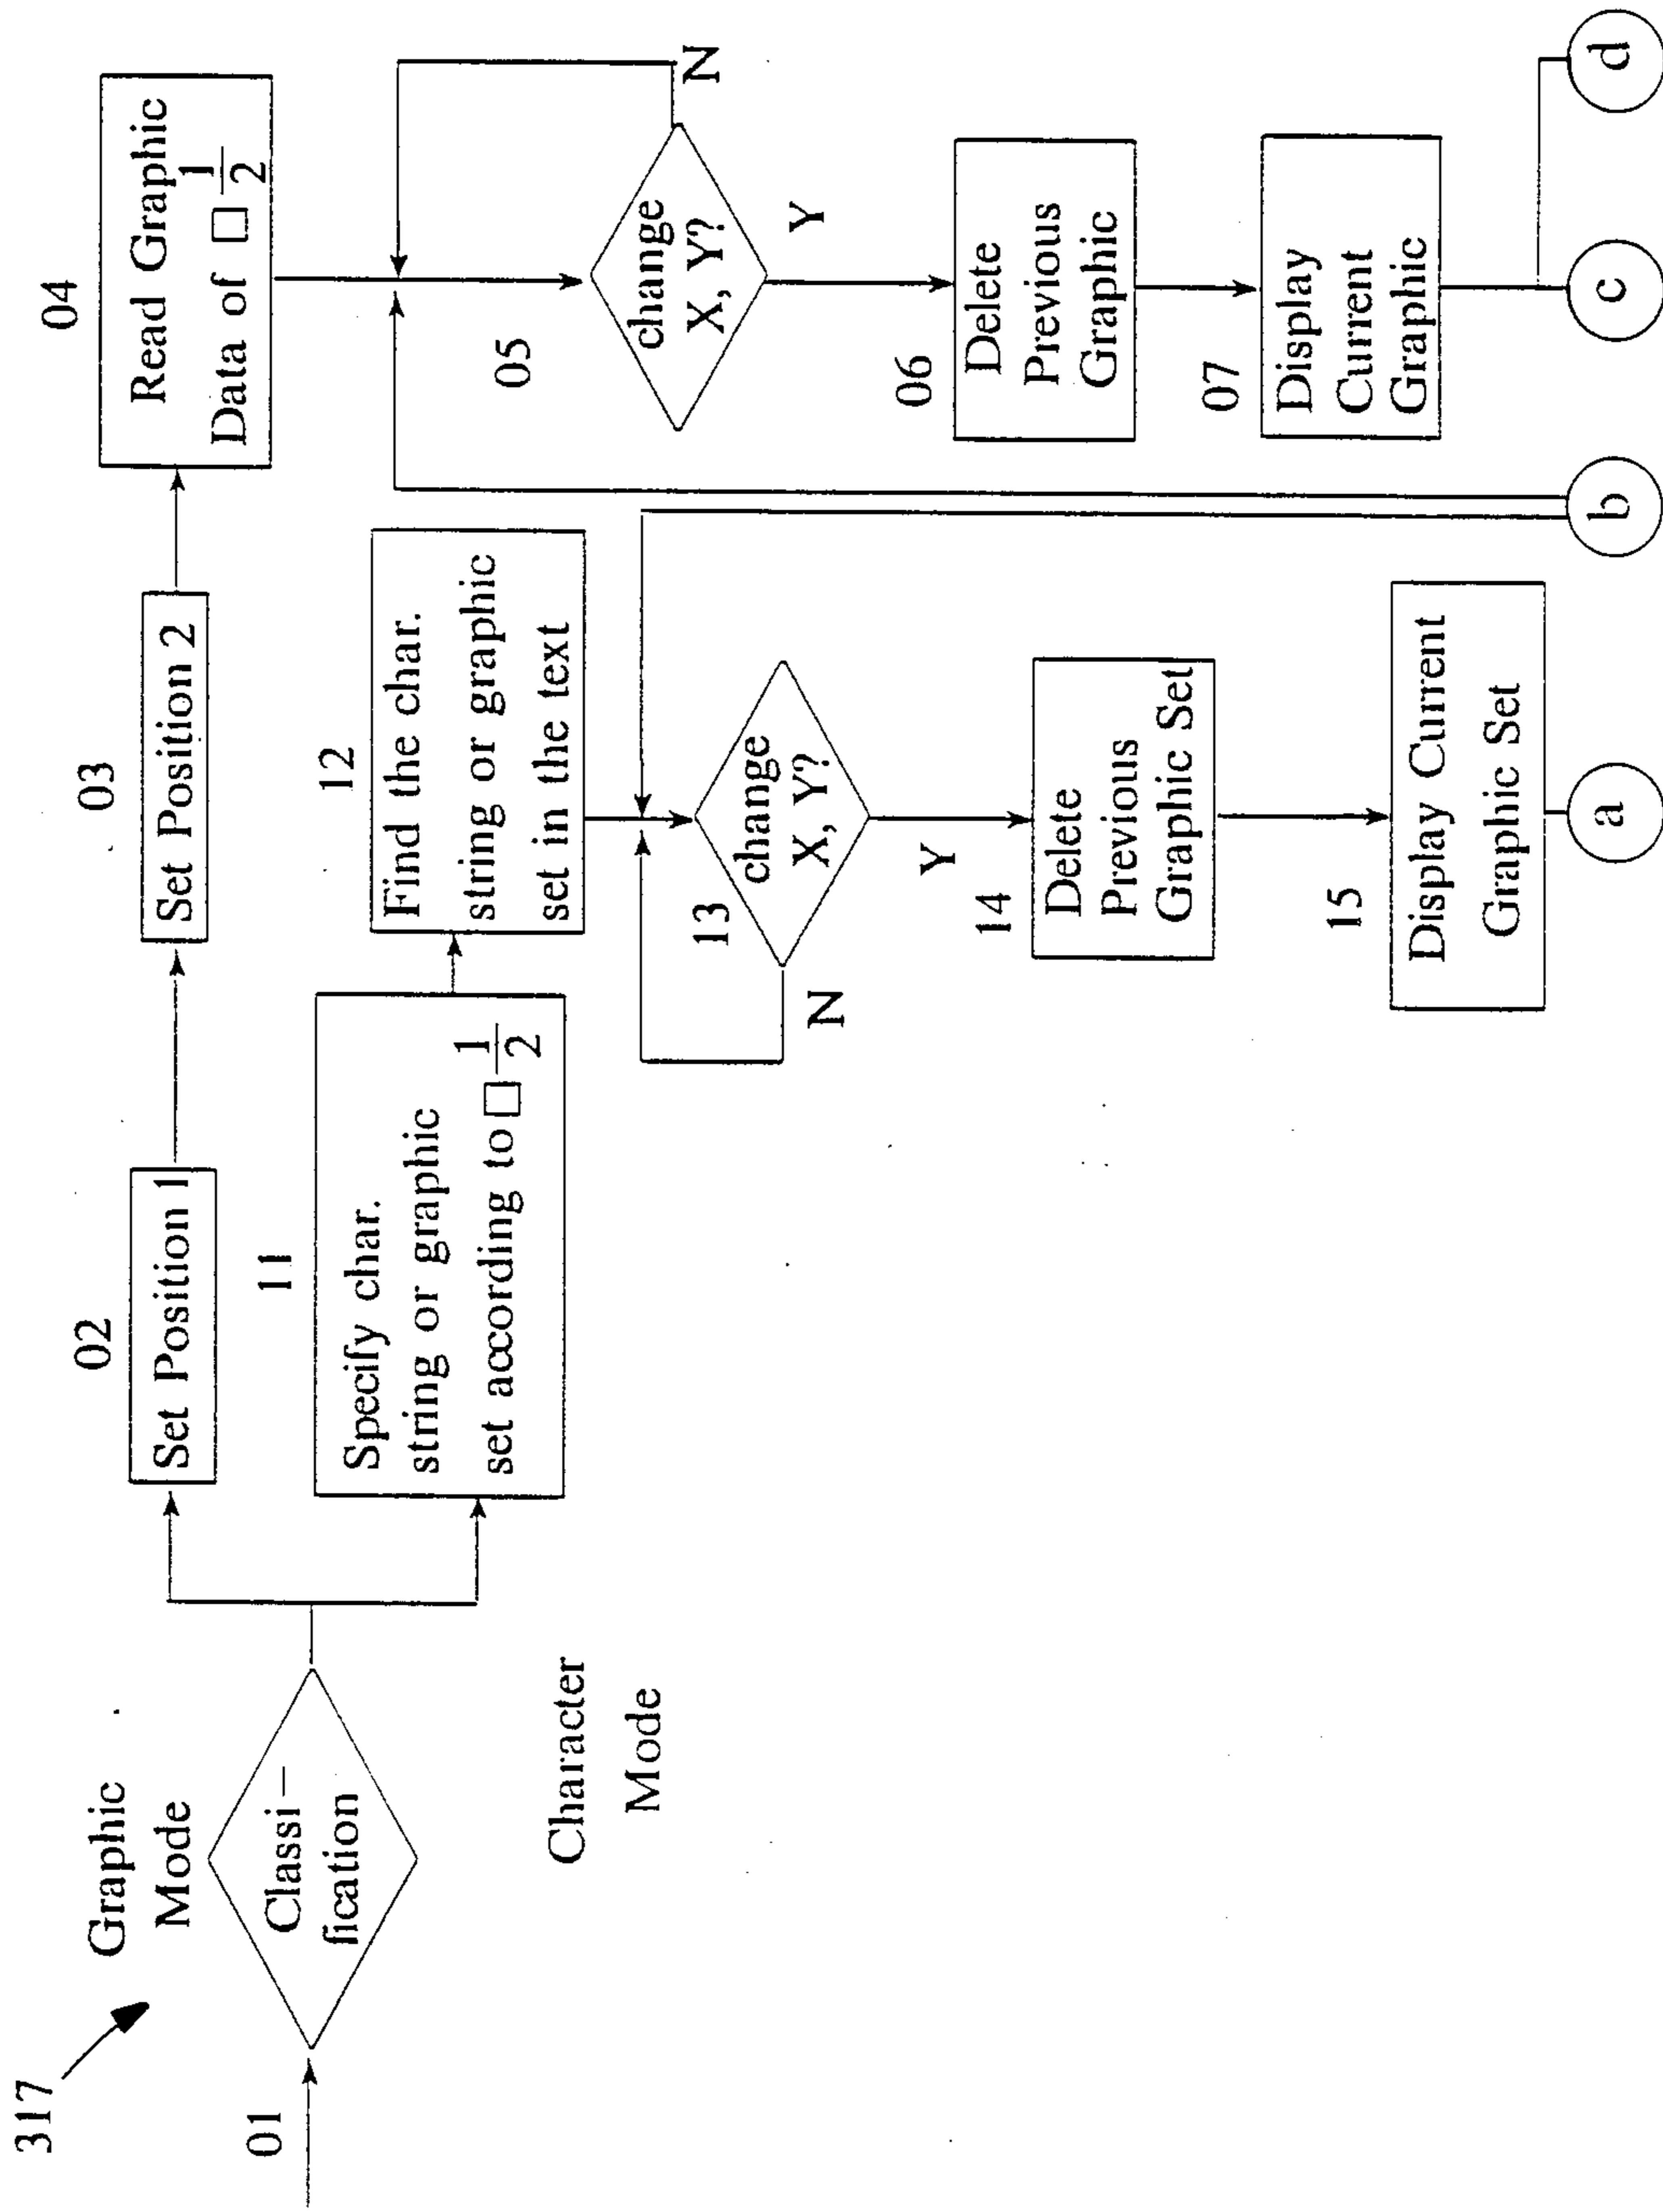 317
Graphic
Mode
01
Classi–
fication
Character
Mode
02
Set Position 1
03
Set Position 2
04
Read Graphic
Data of □ 1/2
05
change
X, Y?
N
Y
06
Delete
Previous
Graphic
07
Display
Current
Graphic
11
Specify char.
string or graphic
set according to □ 1/2
12
Find the char.
string or graphic
set in the text
13
change
X, Y?
N
Y
14
Delete
Previous
Graphic Set
15
Display Current
Graphic Set
a
b
c
d